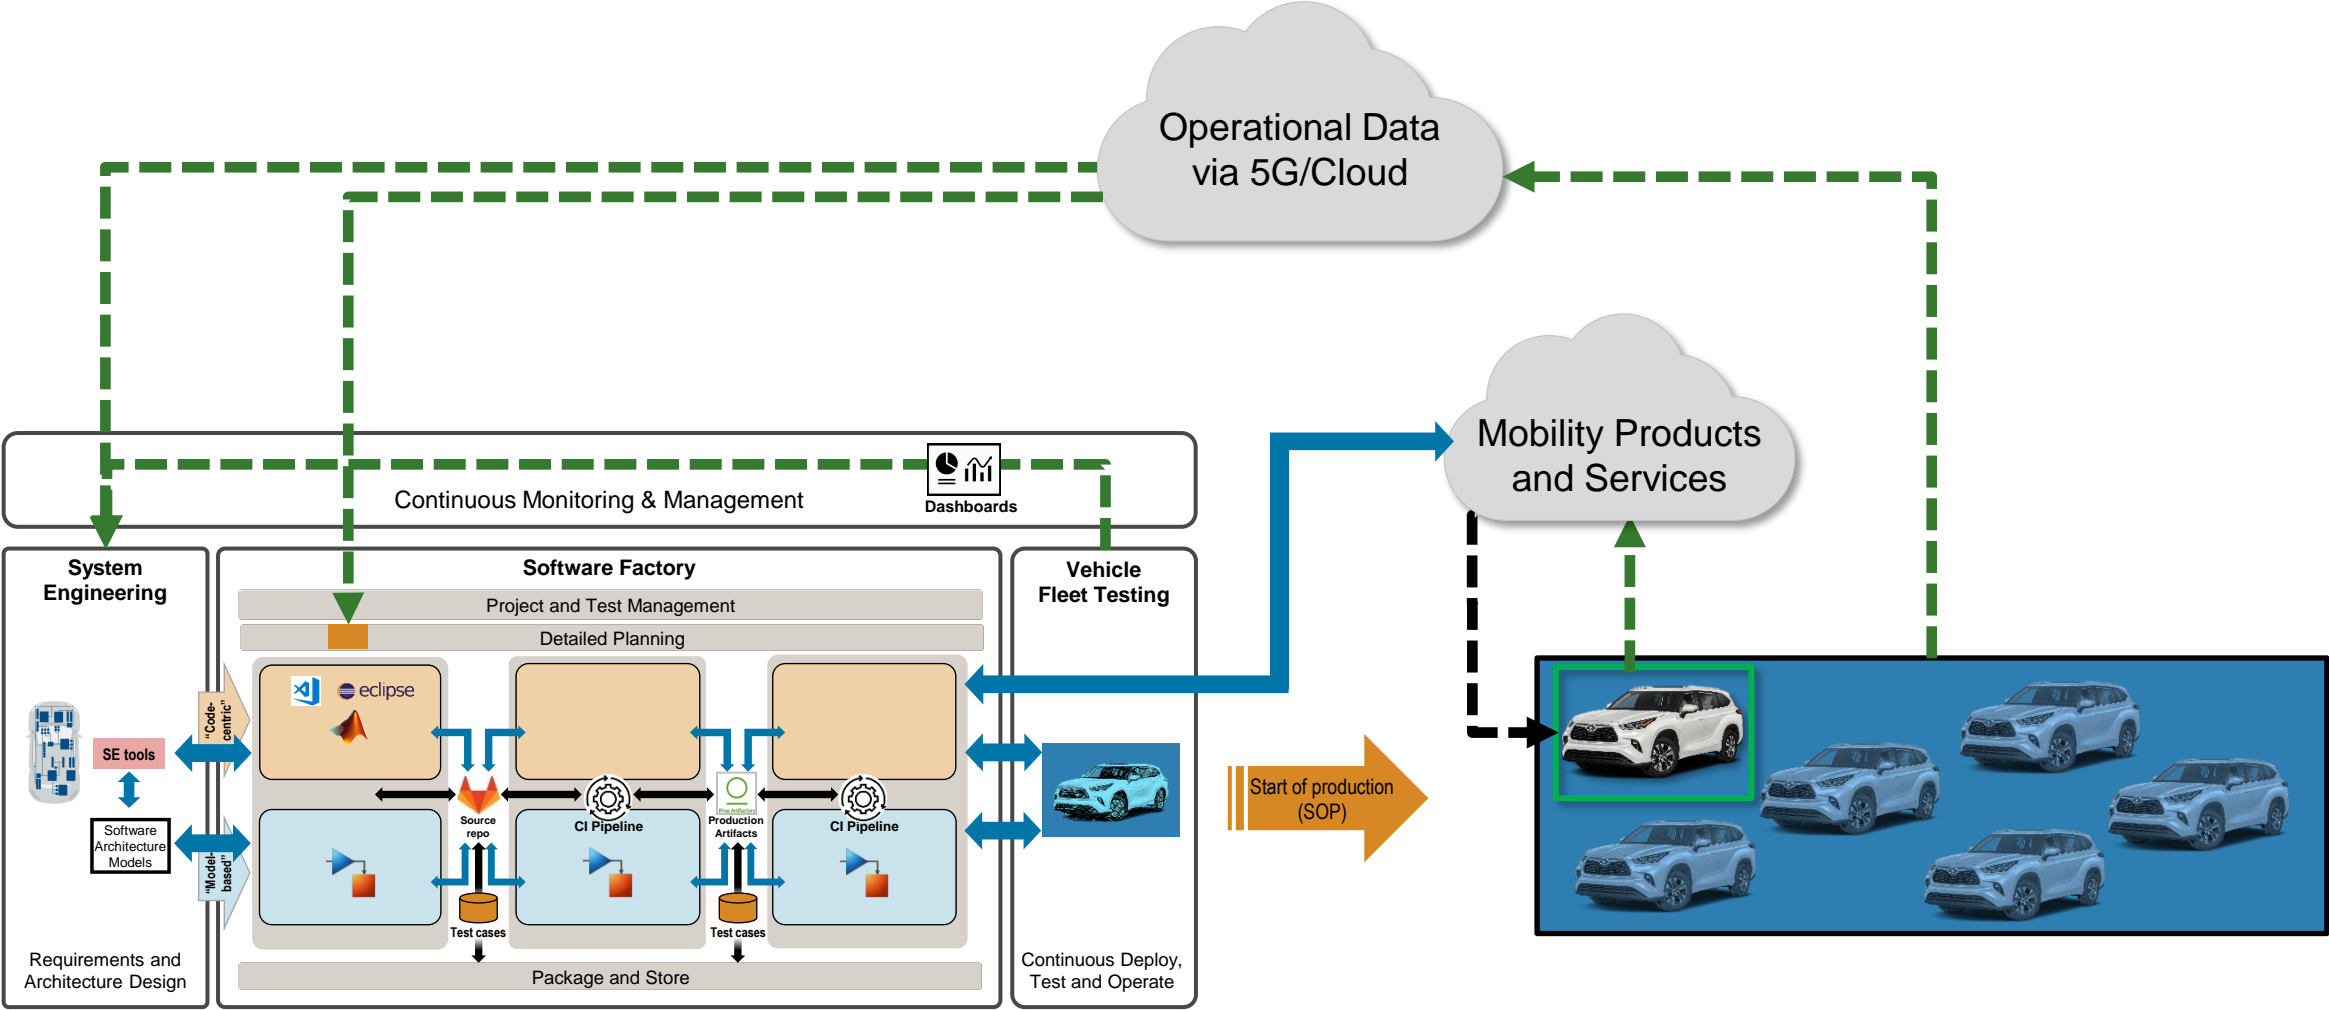 Operational Data
via 5G/Cloud
Mobility Products
and Services
Continuous Monitoring & Management
Dashboards
System
Engineering
Software Factory
Vehicle
Fleet Testing
Project and Test Management
Detailed Planning
eclipse
"Code-
centric"
SE tools
Software
Architecture
Models
"Model-
based"
Source
repo
CI Pipeline
Production
Artifacts
CI Pipeline
Test cases
Test cases
Start of production
(SOP)
Requirements and
Architecture Design
Package and Store
Continuous Deploy,
Test and Operate